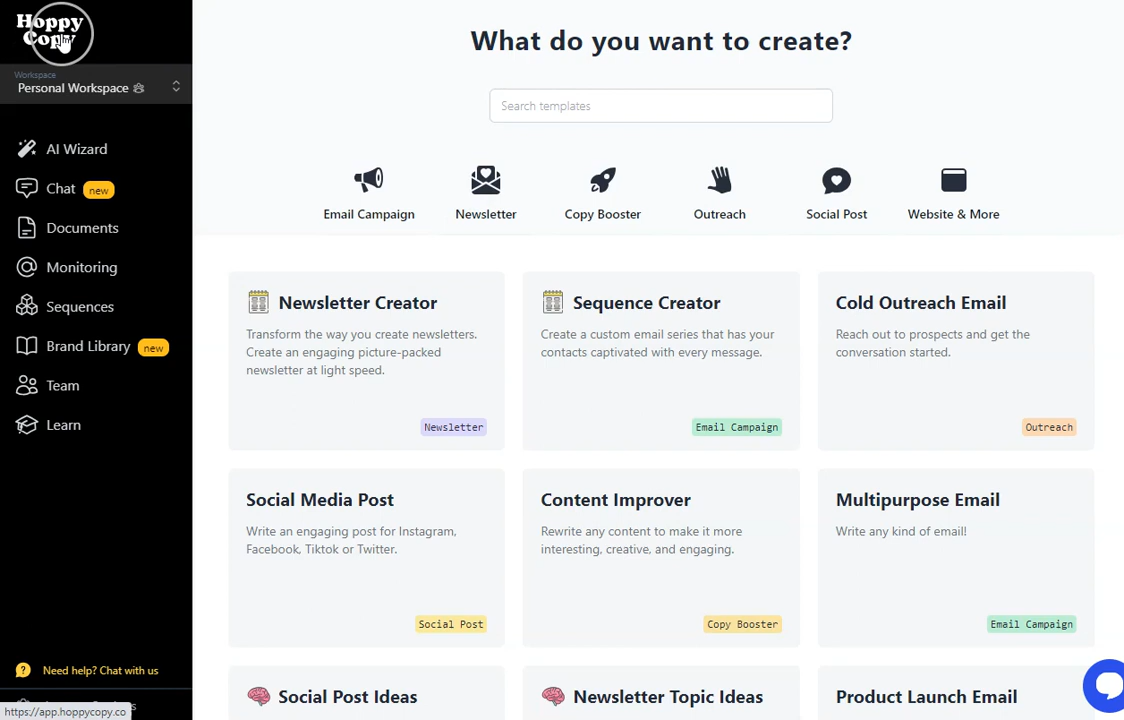 Hoppy
Copy
Workspace
Personal Workspace
AI Wizard
Chat new
Documents
Monitoring
Sequences
Brand Library new
Team
Learn
? Need help? Chat with us
https://app.hoppycopy.co
What do you want to create?
Search templates
Email Campaign
Newsletter
Copy Booster
Outreach
Social Post
Website & More
Newsletter Creator
Transform the way you create newsletters.
Create an engaging picture-packed
newsletter at light speed.
Newsletter
Sequence Creator
Create a custom email series that has your
contacts captivated with every message.
Email Campaign
Cold Outreach Email
Reach out to prospects and get the
conversation started.
Outreach
Social Media Post
Write an engaging post for Instagram,
Facebook, Tiktok or Twitter.
Social Post
Content Improver
Rewrite any content to make it more
interesting, creative, and engaging.
Copy Booster
Multipurpose Email
Write any kind of email!
Email Campaign
Social Post Ideas
Newsletter Topic Ideas
Product Launch Email